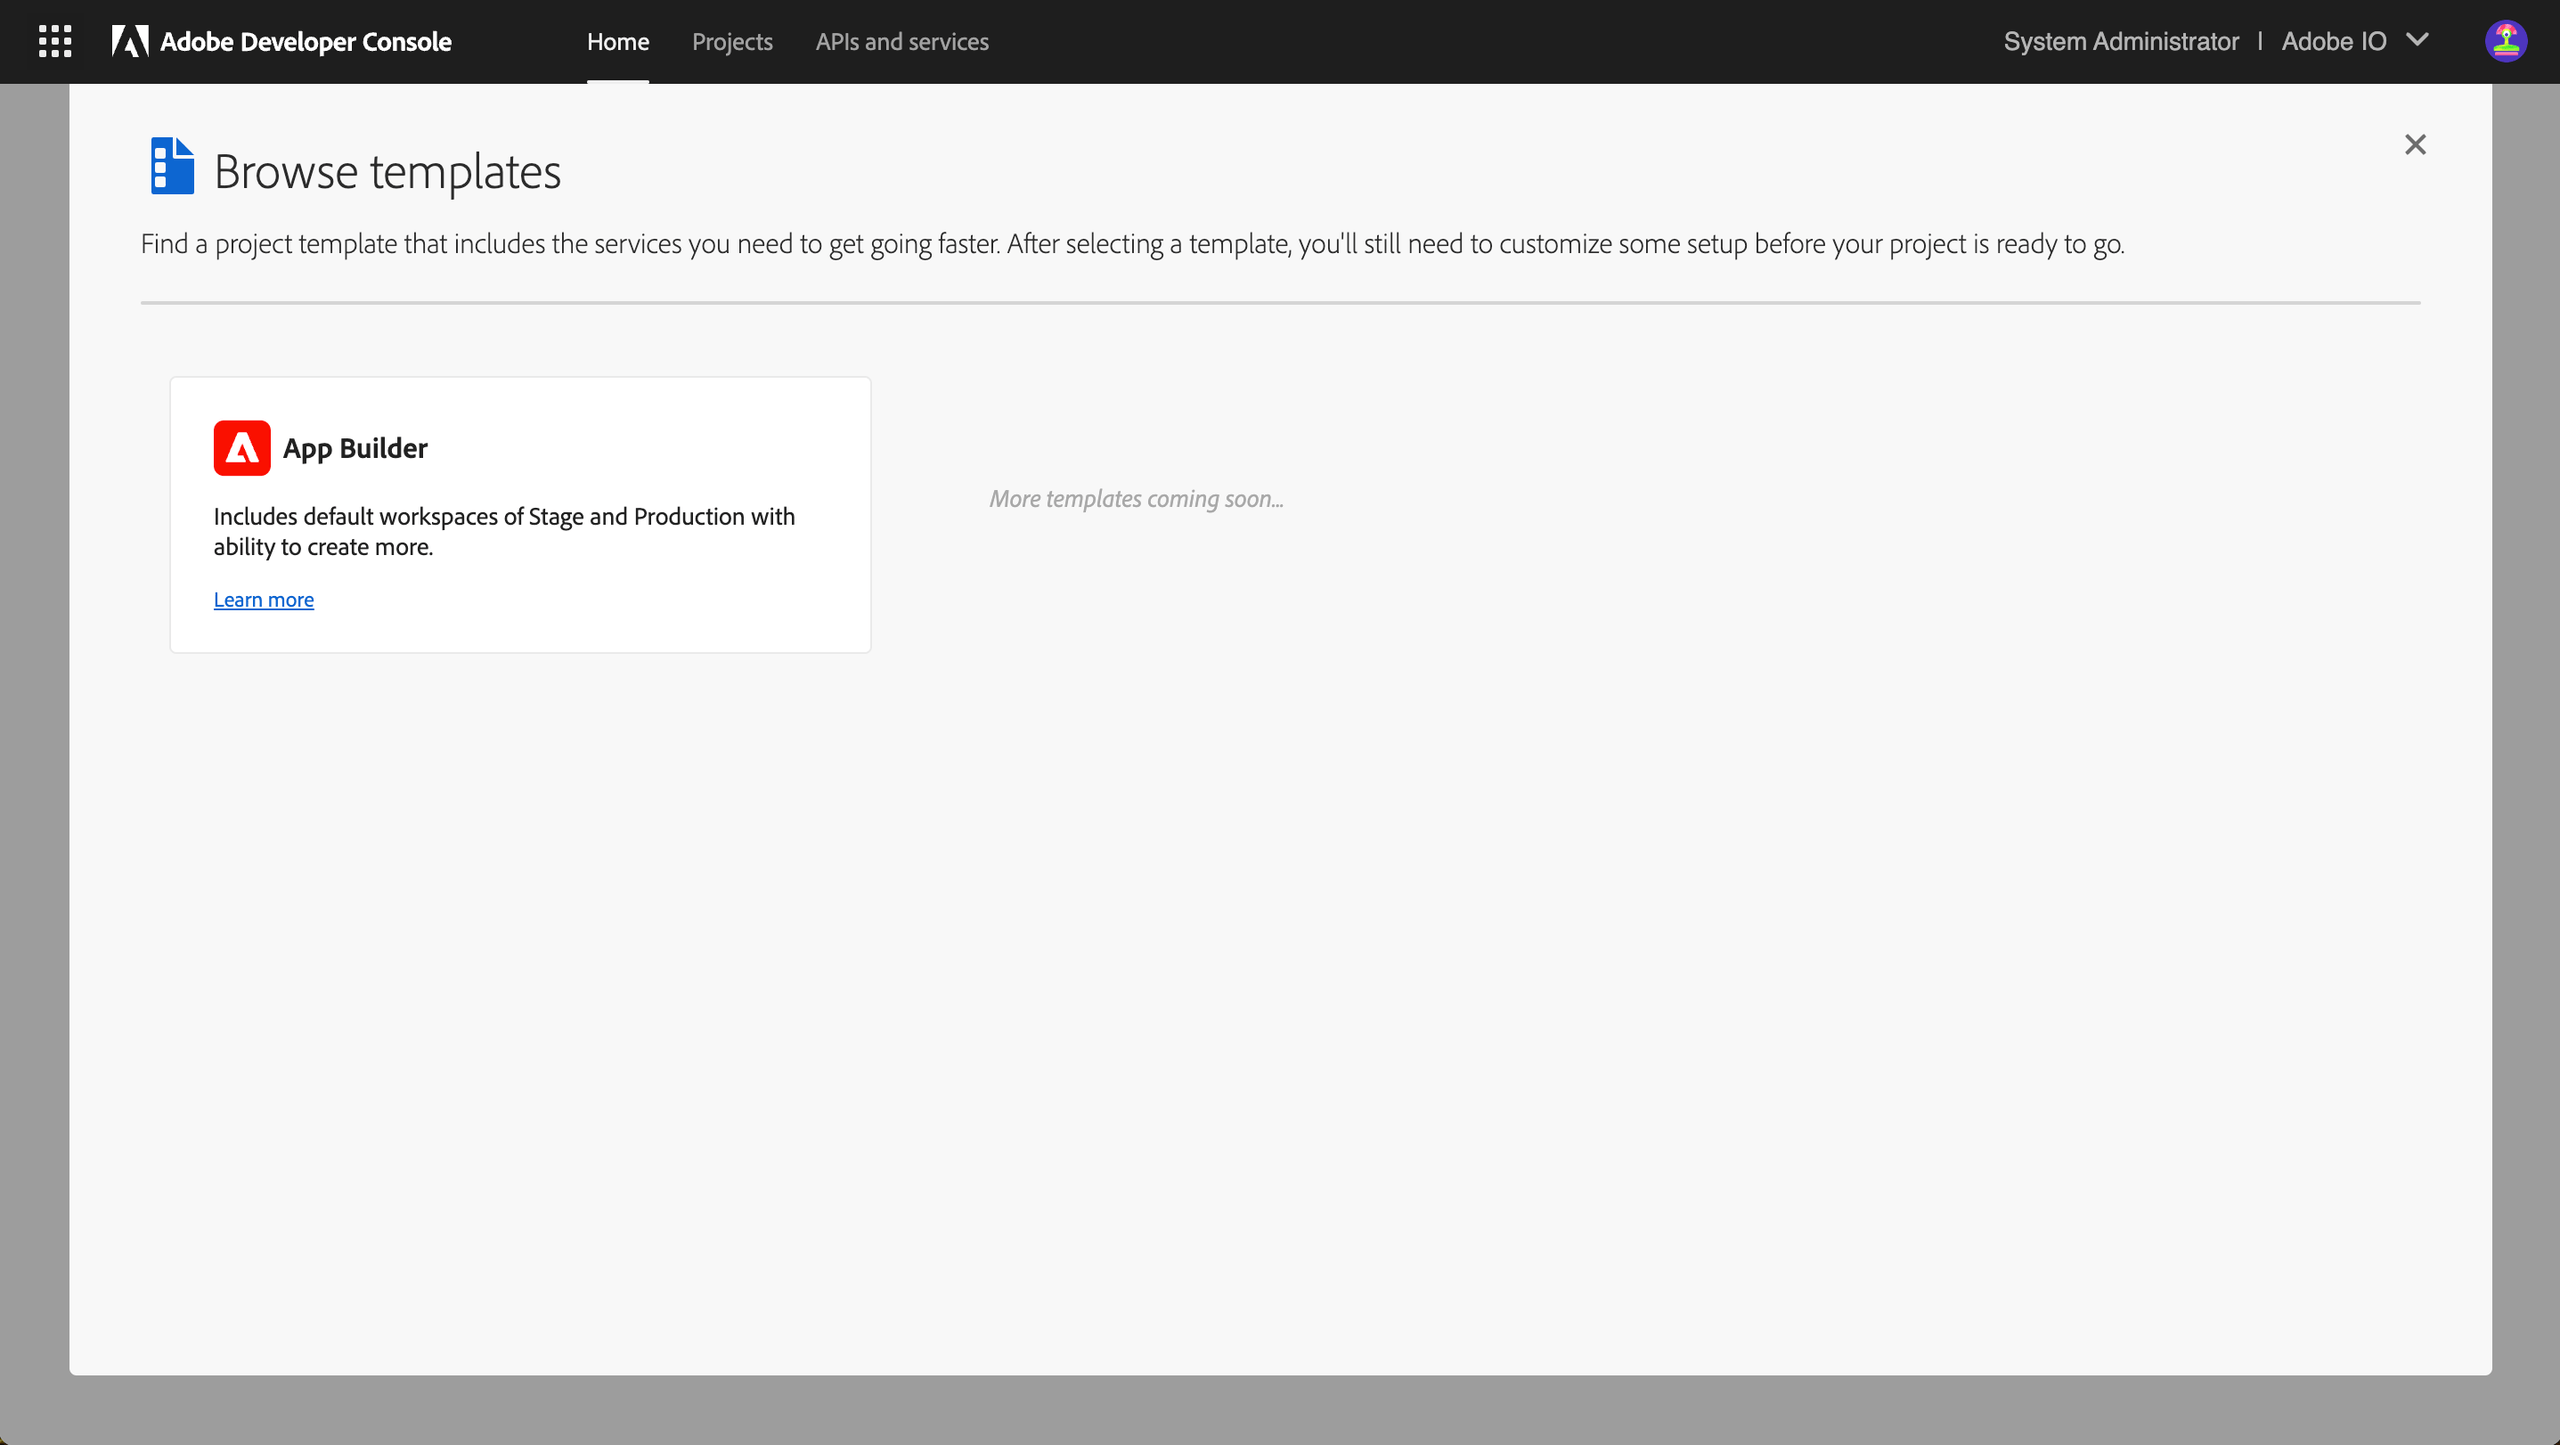 Adobe Developer Console
Home
Projects
APIs and services
System Administrator | Adobe IO
Browse templates
Find a project template that includes the services you need to get going faster. After selecting a template, you'll still need to customize some setup before your project is ready to go.
App Builder
Includes default workspaces of Stage and Production with
ability to create more.
Learn more
More templates coming soon...